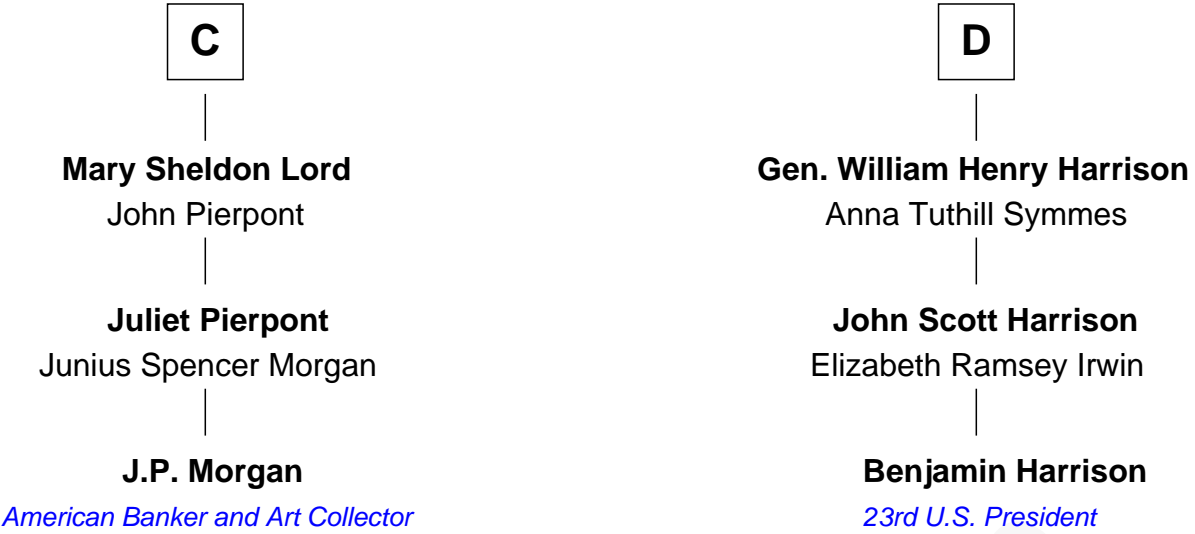 C
Mary Sheldon Lord
John Pierpont
Juliet Pierpont
Junius Spencer Morgan
J.P. Morgan
American Banker and Art Collector
D
Gen. William Henry Harrison
Anna Tuthill Symmes
John Scott Harrison
Elizabeth Ramsey Irwin
Benjamin Harrison
23rd U.S. President